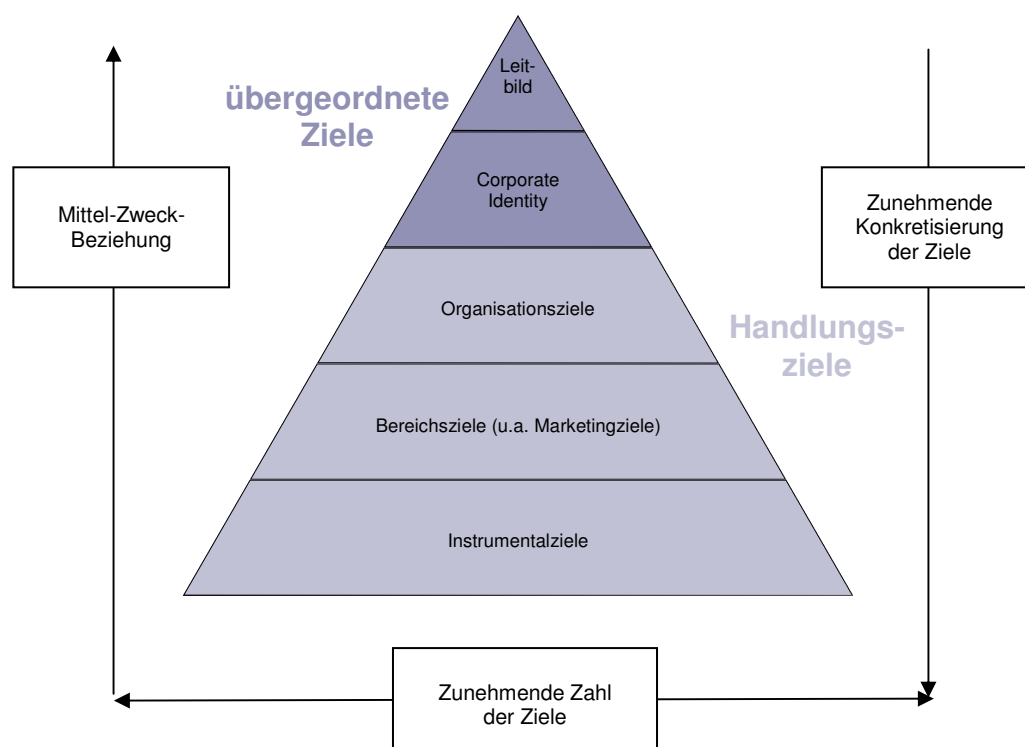 Leit-
bild
übergeordnete
Ziele
Corporate
Identity
Mittel-Zweck-
Beziehung
Zunehmende
Konkretisierung
der Ziele
Organisationsziele
Handlungs-
ziele
Bereichsziele (u.a. Marketingziele)
Instrumentalziele
Zunehmende Zahl
der Ziele